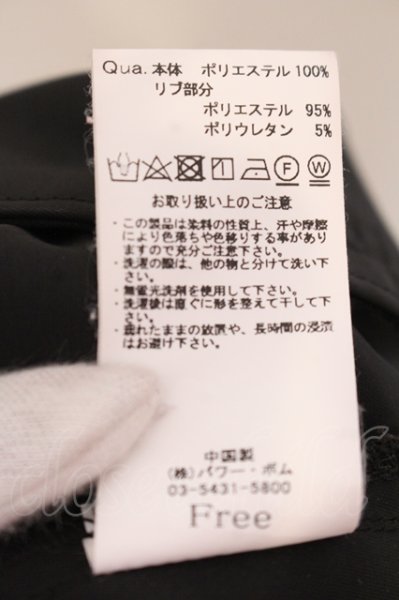 Qua. 本体 ポリエステル 100%
リブ部分
ポリエステル 95%
ポリウレタン 5%
F W
お取り扱い上のご注意
・この製品は染料の性質上、汗や摩擦
により色落ちや色移りする事があり
ますので充分ご注意下さい。
・洗濯の際は、他の物と分けて洗い下
さい。
・無蛍光洗剤を使用して下さい。
・洗濯後は直ぐに形を整えて干して下
さい。
・濡れたままの放置や、長時間の浸漬
はお避け下さい。
中国製
(株)パワー・ボム
03-5431-5800
Free